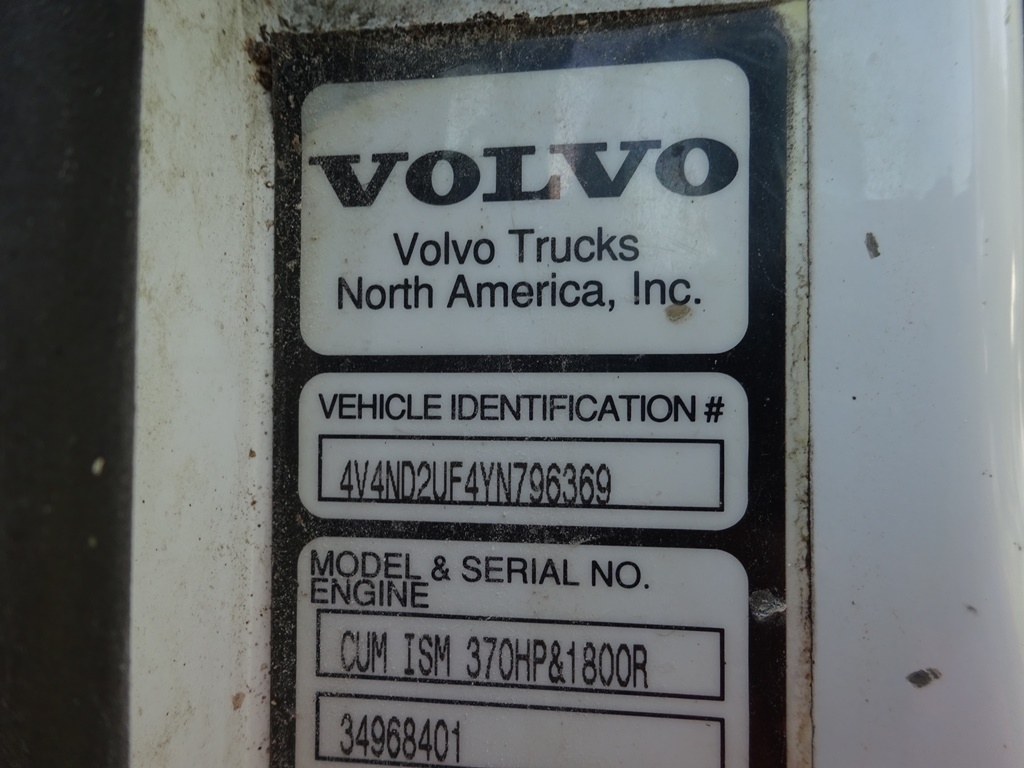 VOLVO
Volvo Trucks
North America, Inc.
VEHICLE IDENTIFICATION #
4V4ND2UF4YN796369
MODEL & SERIAL NO.
ENGINE
CUM ISM 370HP&1800R
34968401